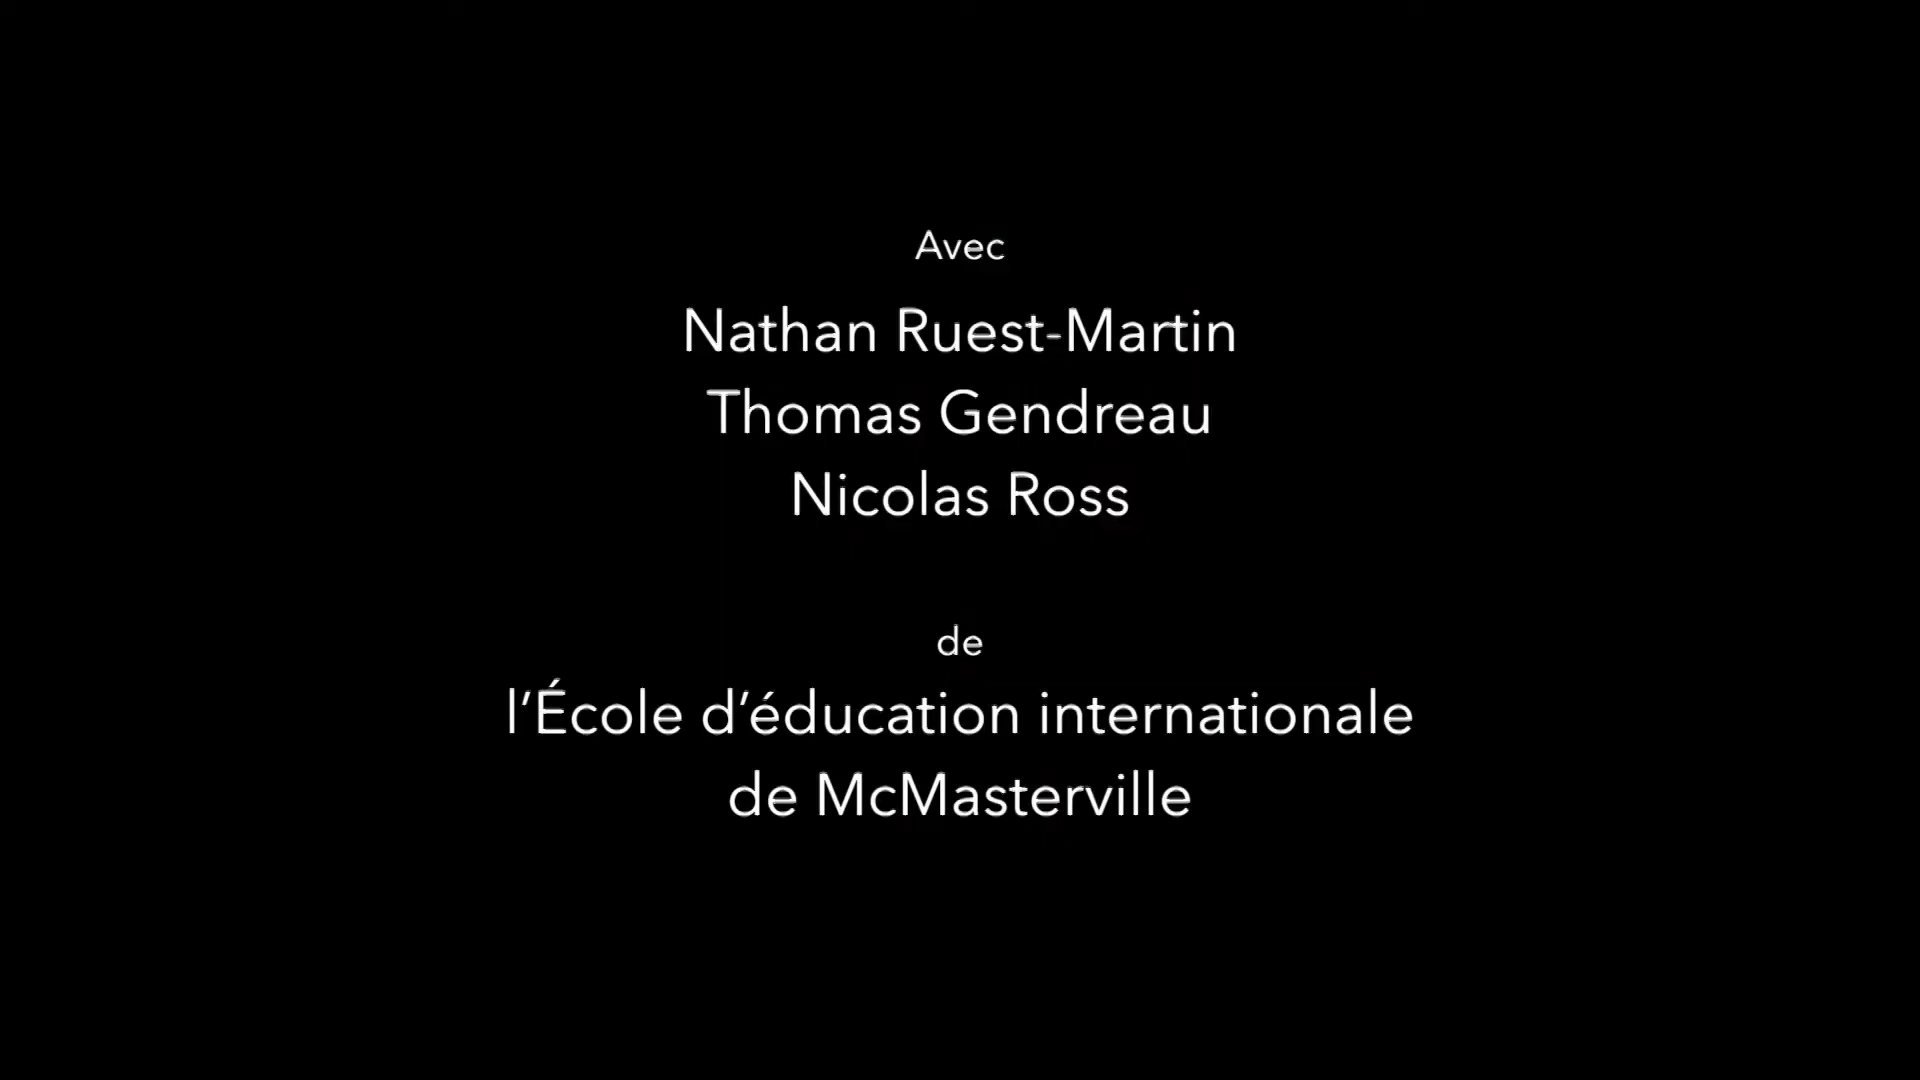 Avec
Nathan Ruest-Martin
Thomas Gendreau
Nicolas Ross
de
l’École d’éducation internationale
de McMasterville